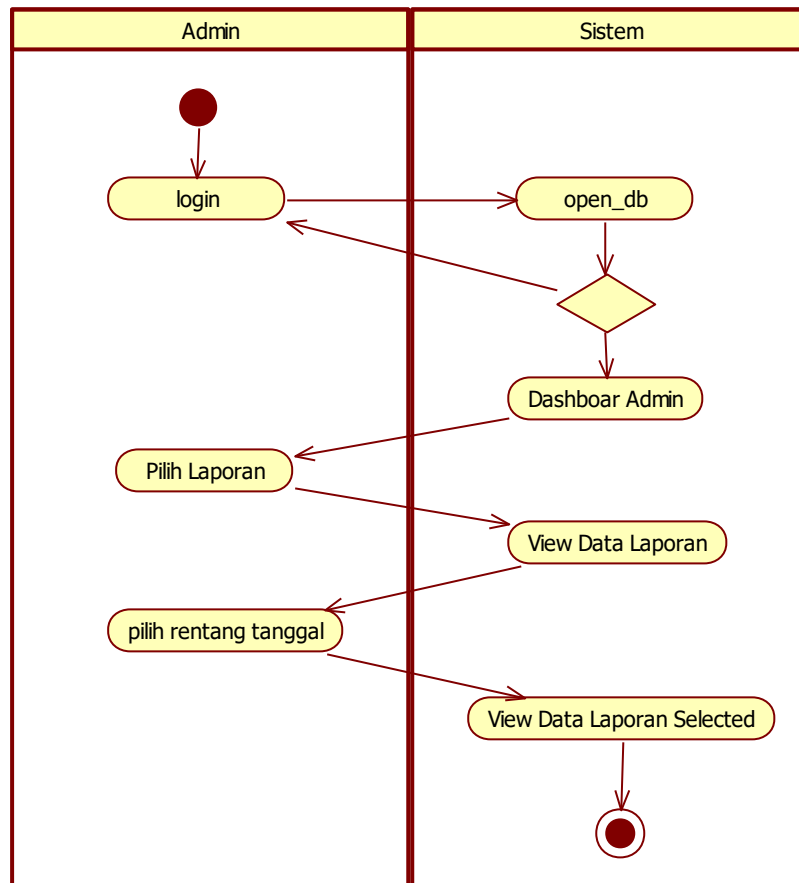 Admin
Sistem
login
open_db
Dashboar Admin
Pilih Laporan
View Data Laporan
pilih rentang tanggal
View Data Laporan Selected